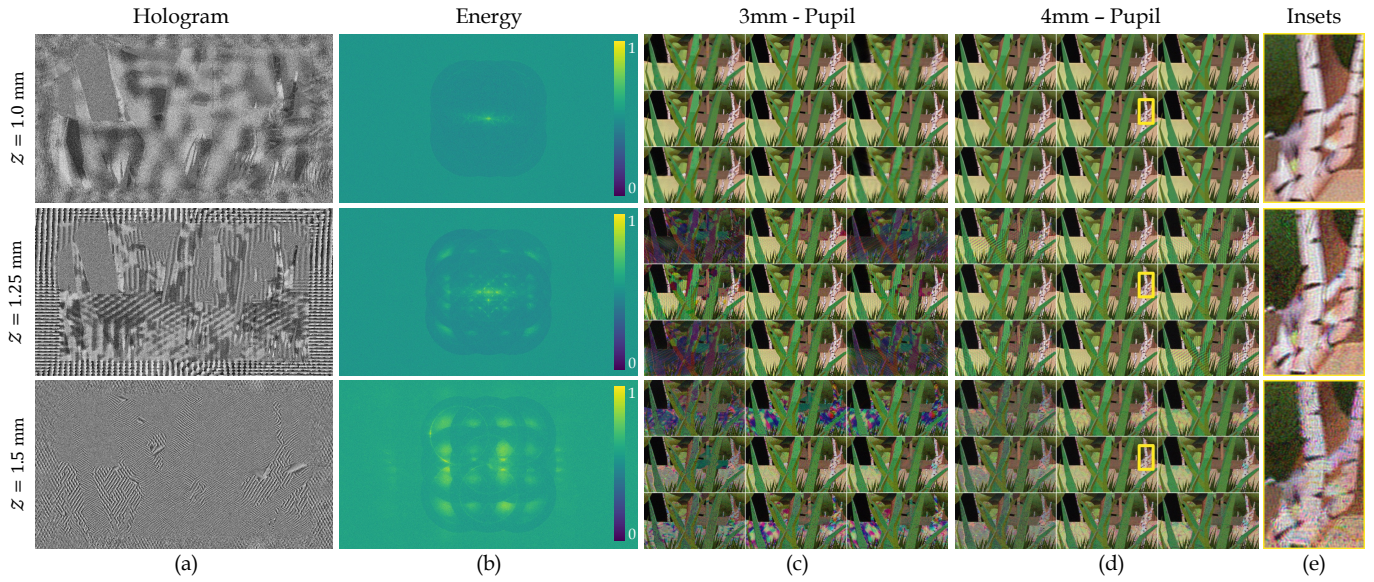 Hologram Energy 3mm - Pupil 4mm – Pupil Insets
Z = 1.0 mm
1
0
Z = 1.25 mm
1
0
Z = 1.5 mm
1
0
(a) (b) (c) (d) (e)